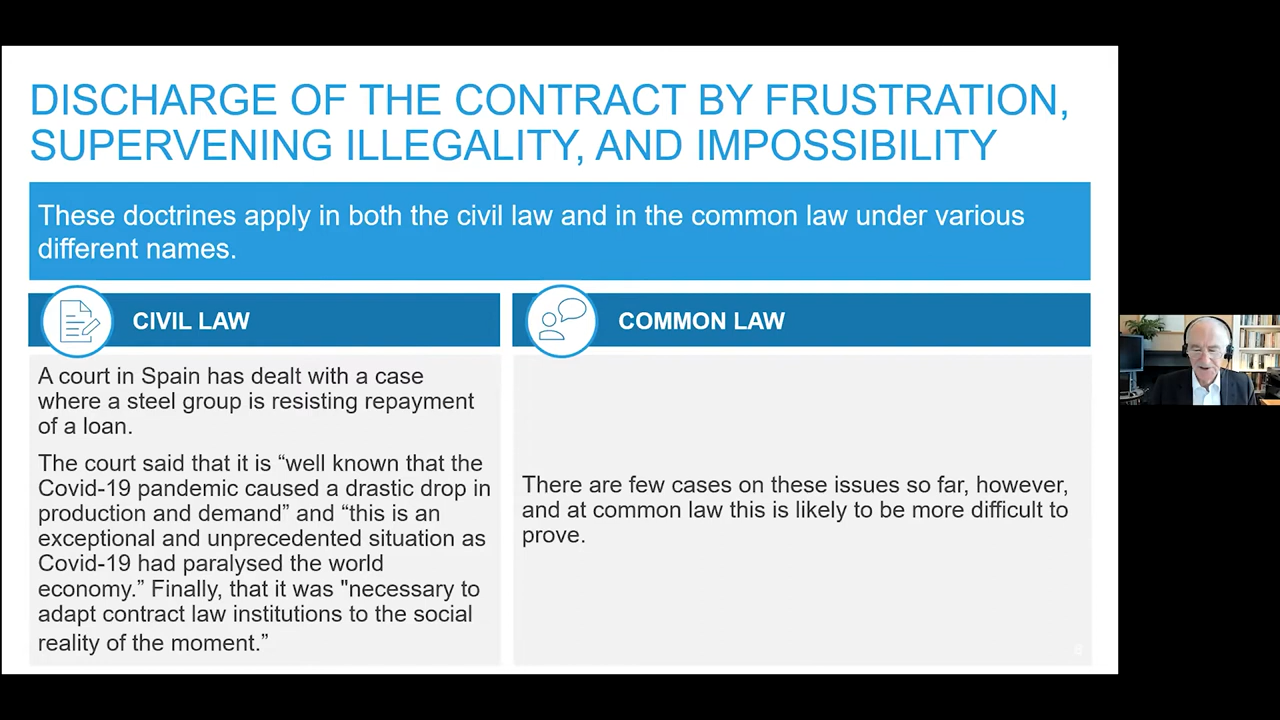 DISCHARGE OF THE CONTRACT BY FRUSTRATION,
SUPERVENING ILLEGALITY, AND IMPOSSIBILITY
These doctrines apply in both the civil law and in the common law under various
different names.
CIVIL LAW
A court in Spain has dealt with a case
where a steel group is resisting repayment
of a loan.
The court said that it is “well known that the
Covid-19 pandemic caused a drastic drop in
production and demand” and “this is an
exceptional and unprecedented situation as
Covid-19 had paralysed the world
economy.” Finally, that it was "necessary to
adapt contract law institutions to the social
reality of the moment.”
COMMON LAW
There are few cases on these issues so far, however,
and at common law this is likely to be more difficult to
prove.